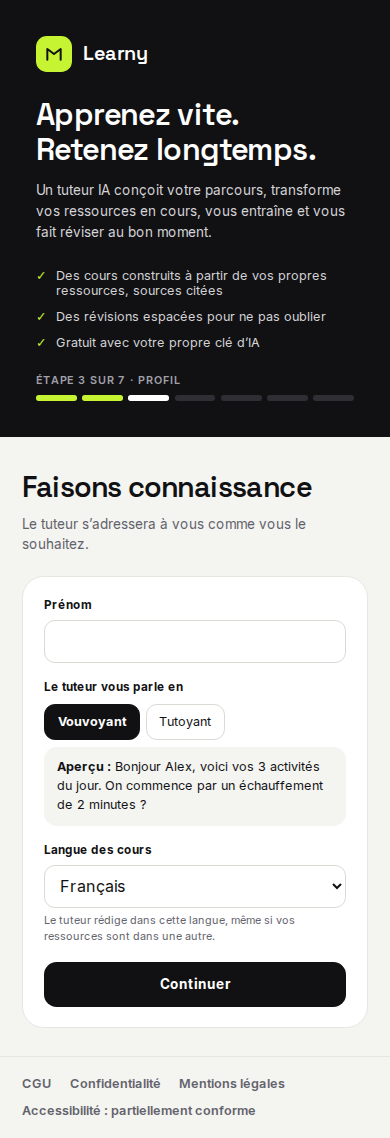 Learny
Apprenez vite.
Retenez longtemps.
Un tuteur IA conçoit votre parcours, transforme
vos ressources en cours, vous entraîne et vous
fait réviser au bon moment.
✓ Des cours construits à partir de vos propres
ressources, sources citées
✓ Des révisions espacées pour ne pas oublier
✓ Gratuit avec votre propre clé d’IA
ÉTAPE 3 SUR 7 · PROFIL
Faisons connaissance
Le tuteur s’adressera à vous comme vous le
souhaitez.
Prénom
Le tuteur vous parle en
Vouvoyant Tutoyant
Aperçu : Bonjour Alex, voici vos 3 activités
du jour. On commence par un échauffement
de 2 minutes ?
Langue des cours
Français
Le tuteur rédige dans cette langue, même si vos
ressources sont dans une autre.
Continuer
CGU Confidentialité Mentions légales
Accessibilité : partiellement conforme